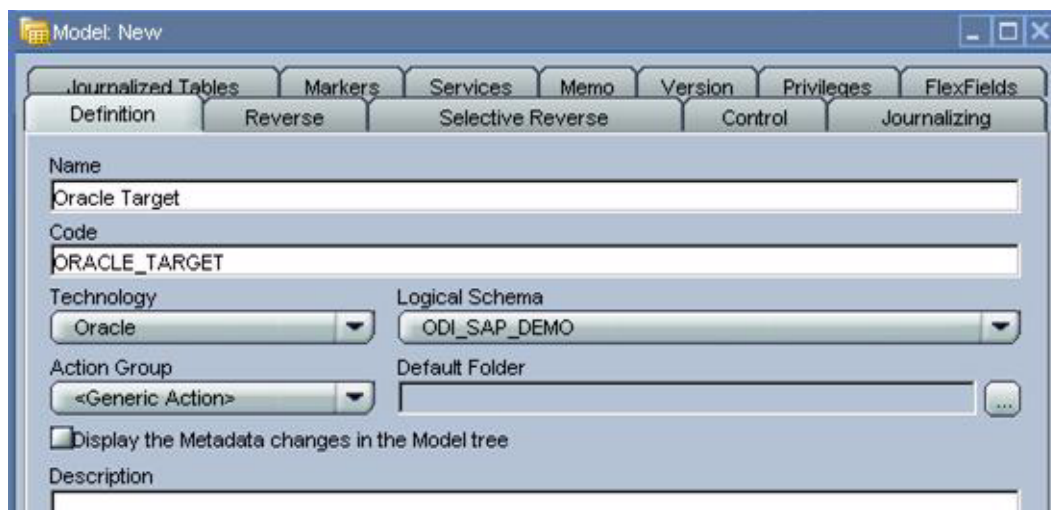 Model: New
Journalized Tables Markers Services Memo Version Privileges FlexFields
Definition Reverse Selective Reverse Control Journalizing
Name
Oracle Target
Code
ORACLE_TARGET
Technology Logical Schema
Oracle ODI_SAP_DEMO
Action Group Default Folder
<Generic Action> ...
Display the Metadata changes in the Model tree
Description